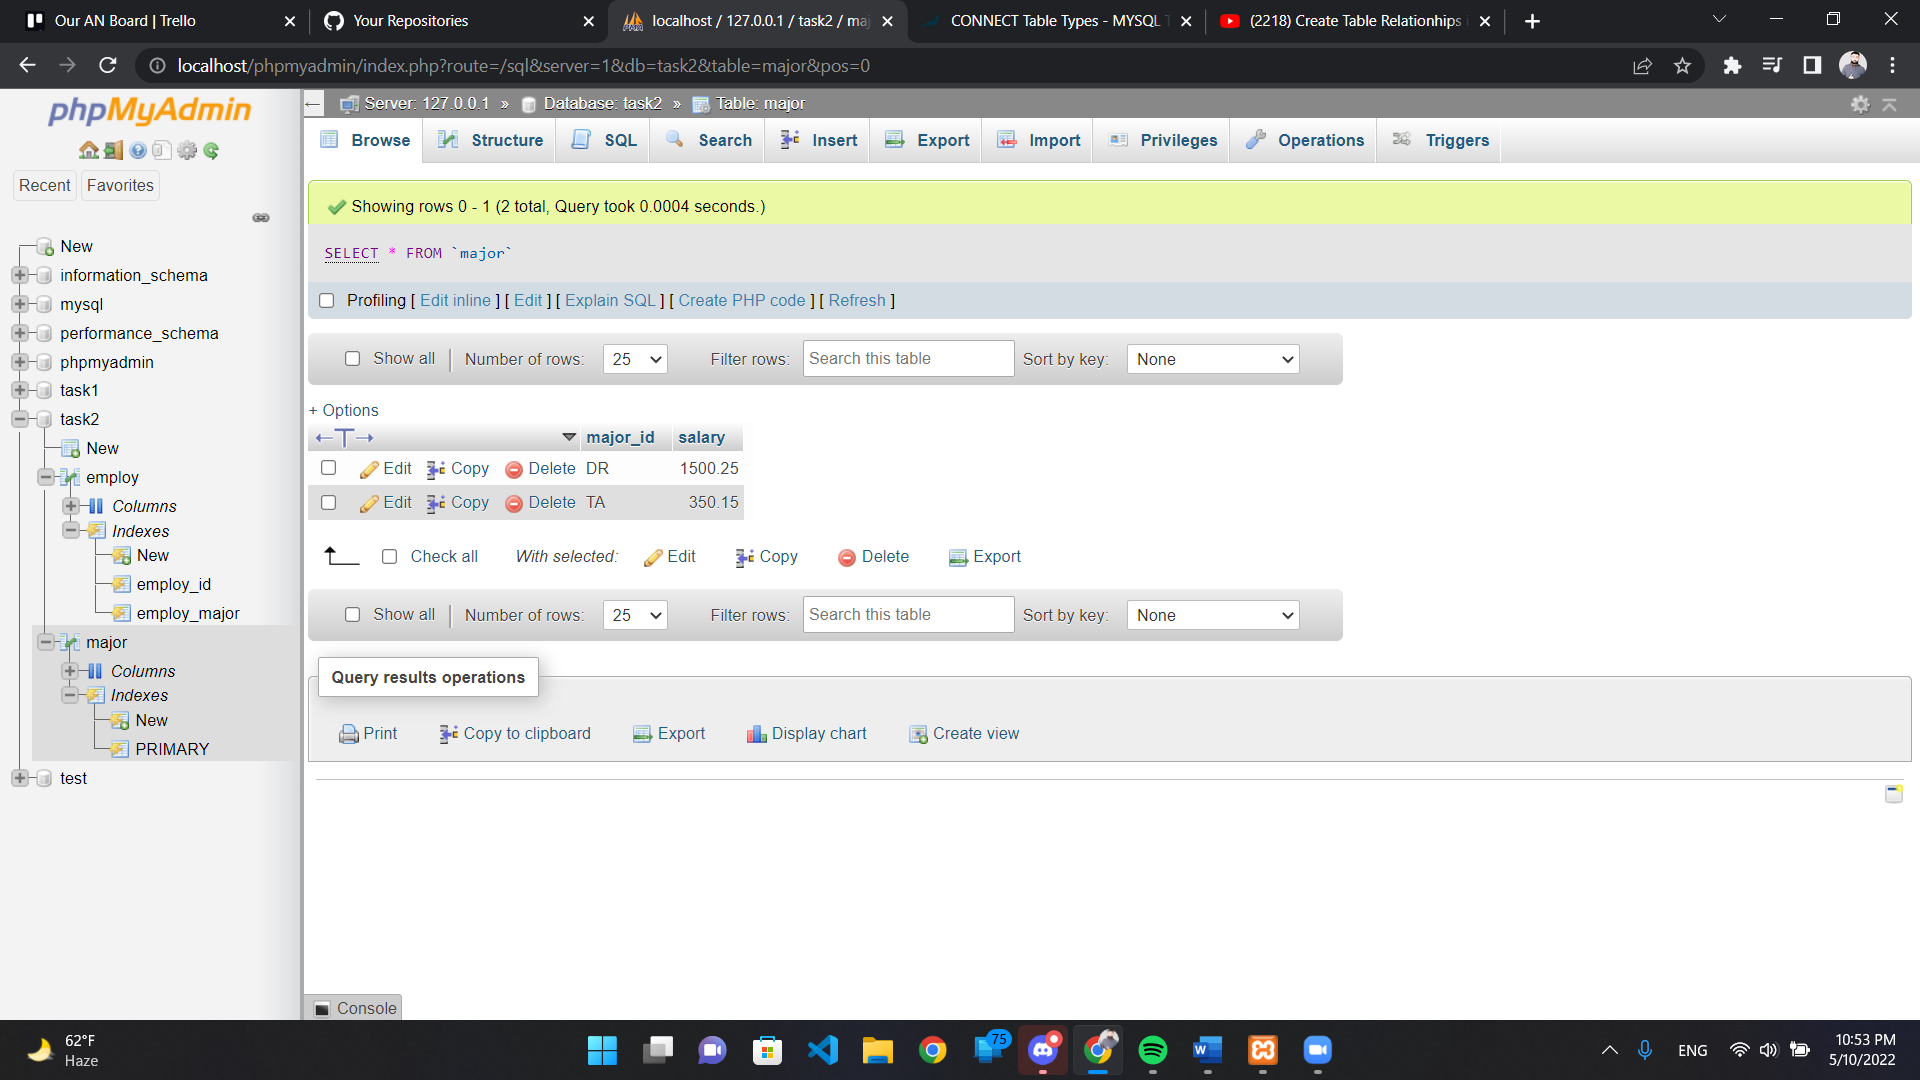 Our AN Board | Trello
Your Repositories
localhost / 127.0.0.1 / task2 / maj
CONNECT Table Types - MYSQL T
(2218) Create Table Relationhips i
localhost/phpmyadmin/index.php?route=/sql&server=1&db=task2&table=major&pos=0
phpMyAdmin
Recent
Favorites
New
information_schema
mysql
performance_schema
phpmyadmin
task1
task2
New
employ
Columns
Indexes
New
employ_id
employ_major
major
Columns
Indexes
New
PRIMARY
test
Server: 127.0.0.1 » Database: task2 » Table: major
Browse Structure SQL Search Insert Export Import Privileges Operations Triggers
Showing rows 0 - 1 (2 total, Query took 0.0004 seconds.)
SELECT * FROM `major`
Profiling [ Edit inline ] [ Edit ] [ Explain SQL ] [ Create PHP code ] [ Refresh ]
Show all | Number of rows: 25 Filter rows: Search this table Sort by key: None
+ Options
←T→ major_id salary
Edit Copy Delete DR 1500.25
Edit Copy Delete TA 350.15
Check all With selected: Edit Copy Delete Export
Show all | Number of rows: 25 Filter rows: Search this table Sort by key: None
Query results operations
Print Copy to clipboard Export Display chart Create view
Console
62°F
Haze
75
ENG
10:53 PM
5/10/2022